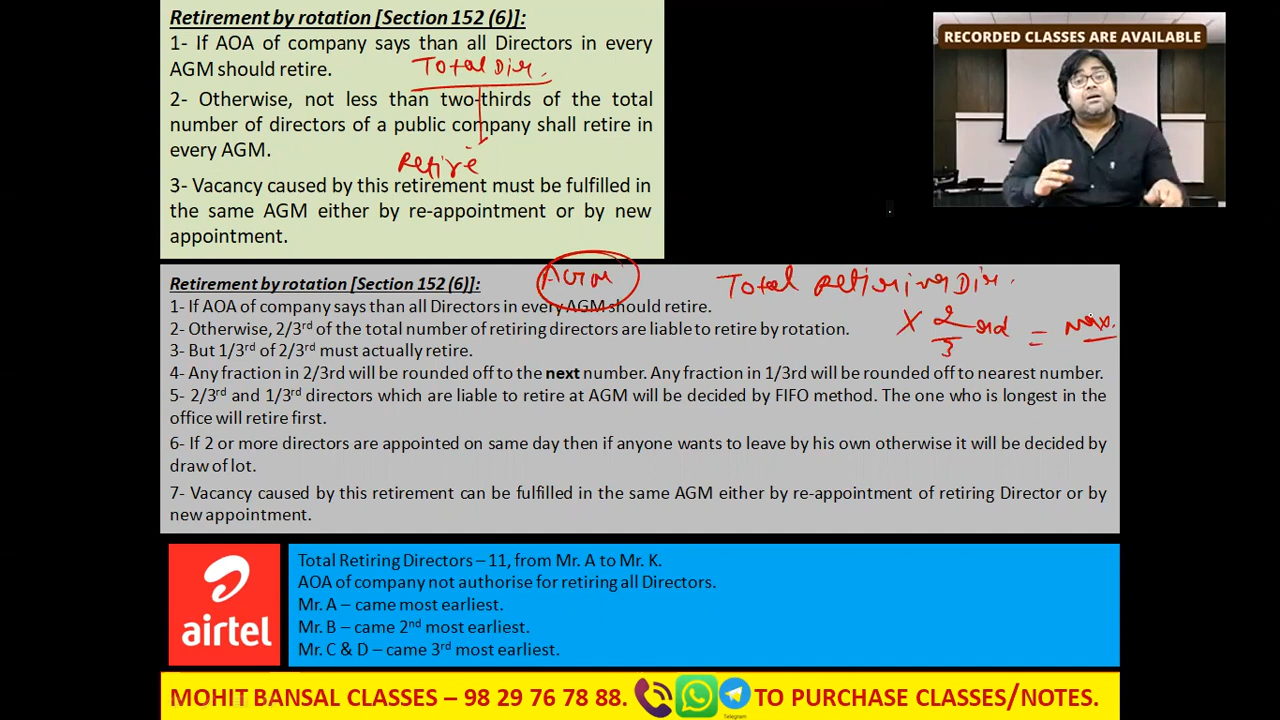 Retirement by rotation [Section 152 (6)]:
1- If AOA of company says than all Directors in every
AGM should retire.
Total Dir.
2- Otherwise, not less than two-thirds of the total
number of directors of a public company shall retire in
every AGM.
Retire
3- Vacancy caused by this retirement must be fulfilled in
the same AGM either by re-appointment or by new
appointment.
RECORDED CLASSES ARE AVAILABLE
Retirement by rotation [Section 152 (6)]:
AGM
Total Retiring Dir.
1- If AOA of company says than all Directors in every AGM should retire.
X 2/3 rd = Max.
2- Otherwise, 2/3rd of the total number of retiring directors are liable to retire by rotation.
3- But 1/3rd of 2/3rd must actually retire.
4- Any fraction in 2/3rd will be rounded off to the next number. Any fraction in 1/3rd will be rounded off to nearest number.
5- 2/3rd and 1/3rd directors which are liable to retire at AGM will be decided by FIFO method. The one who is longest in the
office will retire first.
6- If 2 or more directors are appointed on same day then if anyone wants to leave by his own otherwise it will be decided by
draw of lot.
7- Vacancy caused by this retirement can be fulfilled in the same AGM either by re-appointment of retiring Director or by
new appointment.
airtel
Total Retiring Directors – 11, from Mr. A to Mr. K.
AOA of company not authorise for retiring all Directors.
Mr. A – came most earliest.
Mr. B – came 2nd most earliest.
Mr. C & D – came 3rd most earliest.
MOHIT BANSAL CLASSES – 98 29 76 78 88.
Telegram
TO PURCHASE CLASSES/NOTES.